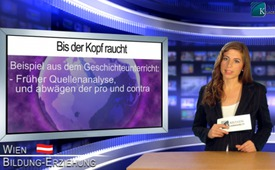 Bis der Kopf raucht
Beispiel aus dem Geschichteunterricht:
- Früher Quellenanalyse,
und abwägen der pro und contra
WIEN
BILDUNG-ERZIEHUNG